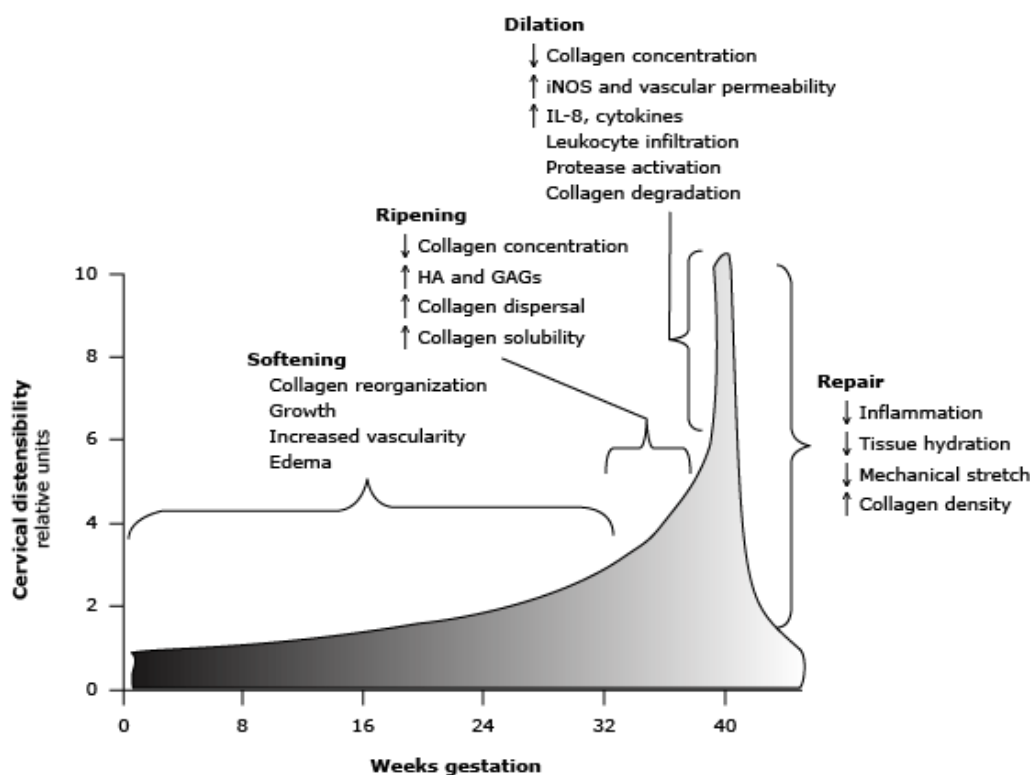 Dilation
↓ Collagen concentration
↑ iNOS and vascular permeability
↑ IL-8, cytokines
Leukocyte infiltration
Protease activation
Collagen degradation
Ripening
↓ Collagen concentration
↑ HA and GAGs
↑ Collagen dispersal
↑ Collagen solubility
Softening
Collagen reorganization
Growth
Increased vascularity
Edema
Repair
↓ Inflammation
↓ Tissue hydration
↓ Mechanical stretch
↑ Collagen density
Cervical distensibility
relative units
10
8
6
4
2
0
0 8 16 24 32 40
Weeks gestation